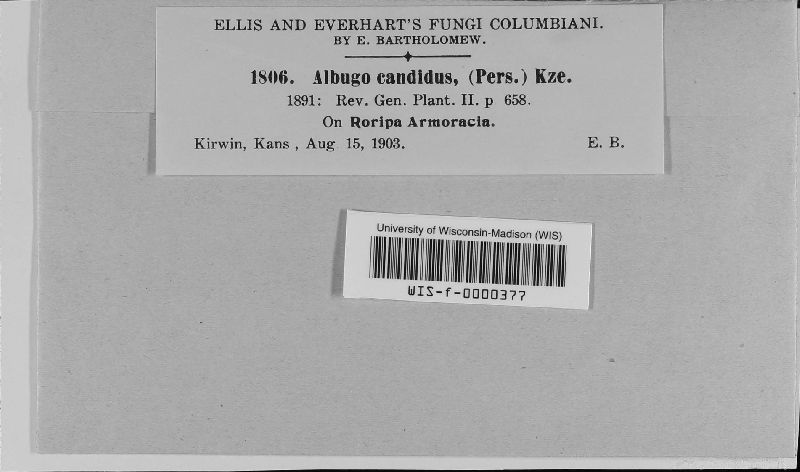 ELLIS AND EVERHART'S FUNGI COLUMBIANI.
BY E. BARTHOLOMEW.
1806. Albugo candidus, (Pers.) Kze.
1891: Rev. Gen. Plant. II. p 658.
On Roripa Armoracia.
Kirwin, Kans , Aug 15, 1903. E. B.
University of Wisconsin-Madison (WIS)
WIS-f-0000377